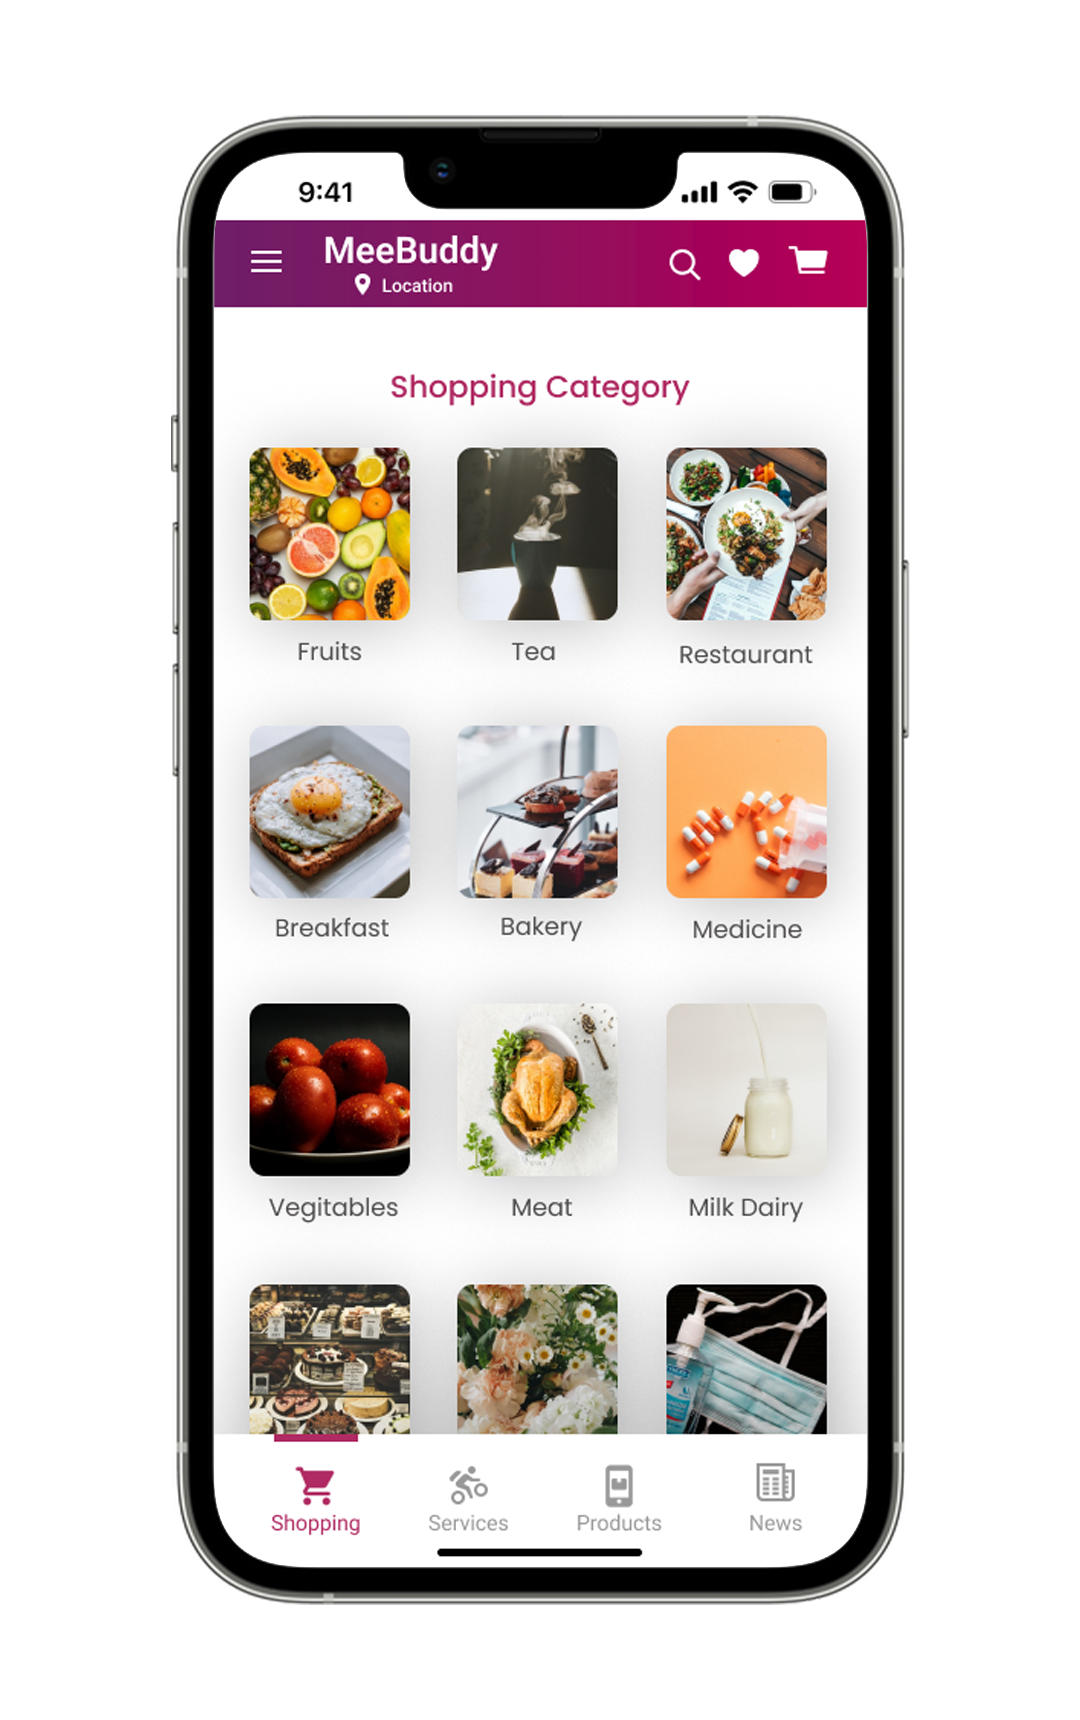 9:41
MeeBuddy
Location
Shopping Category
Fruits
Tea
Restaurant
Breakfast
Bakery
Medicine
Vegitables
Meat
Milk Dairy
Shopping
Services
Products
News